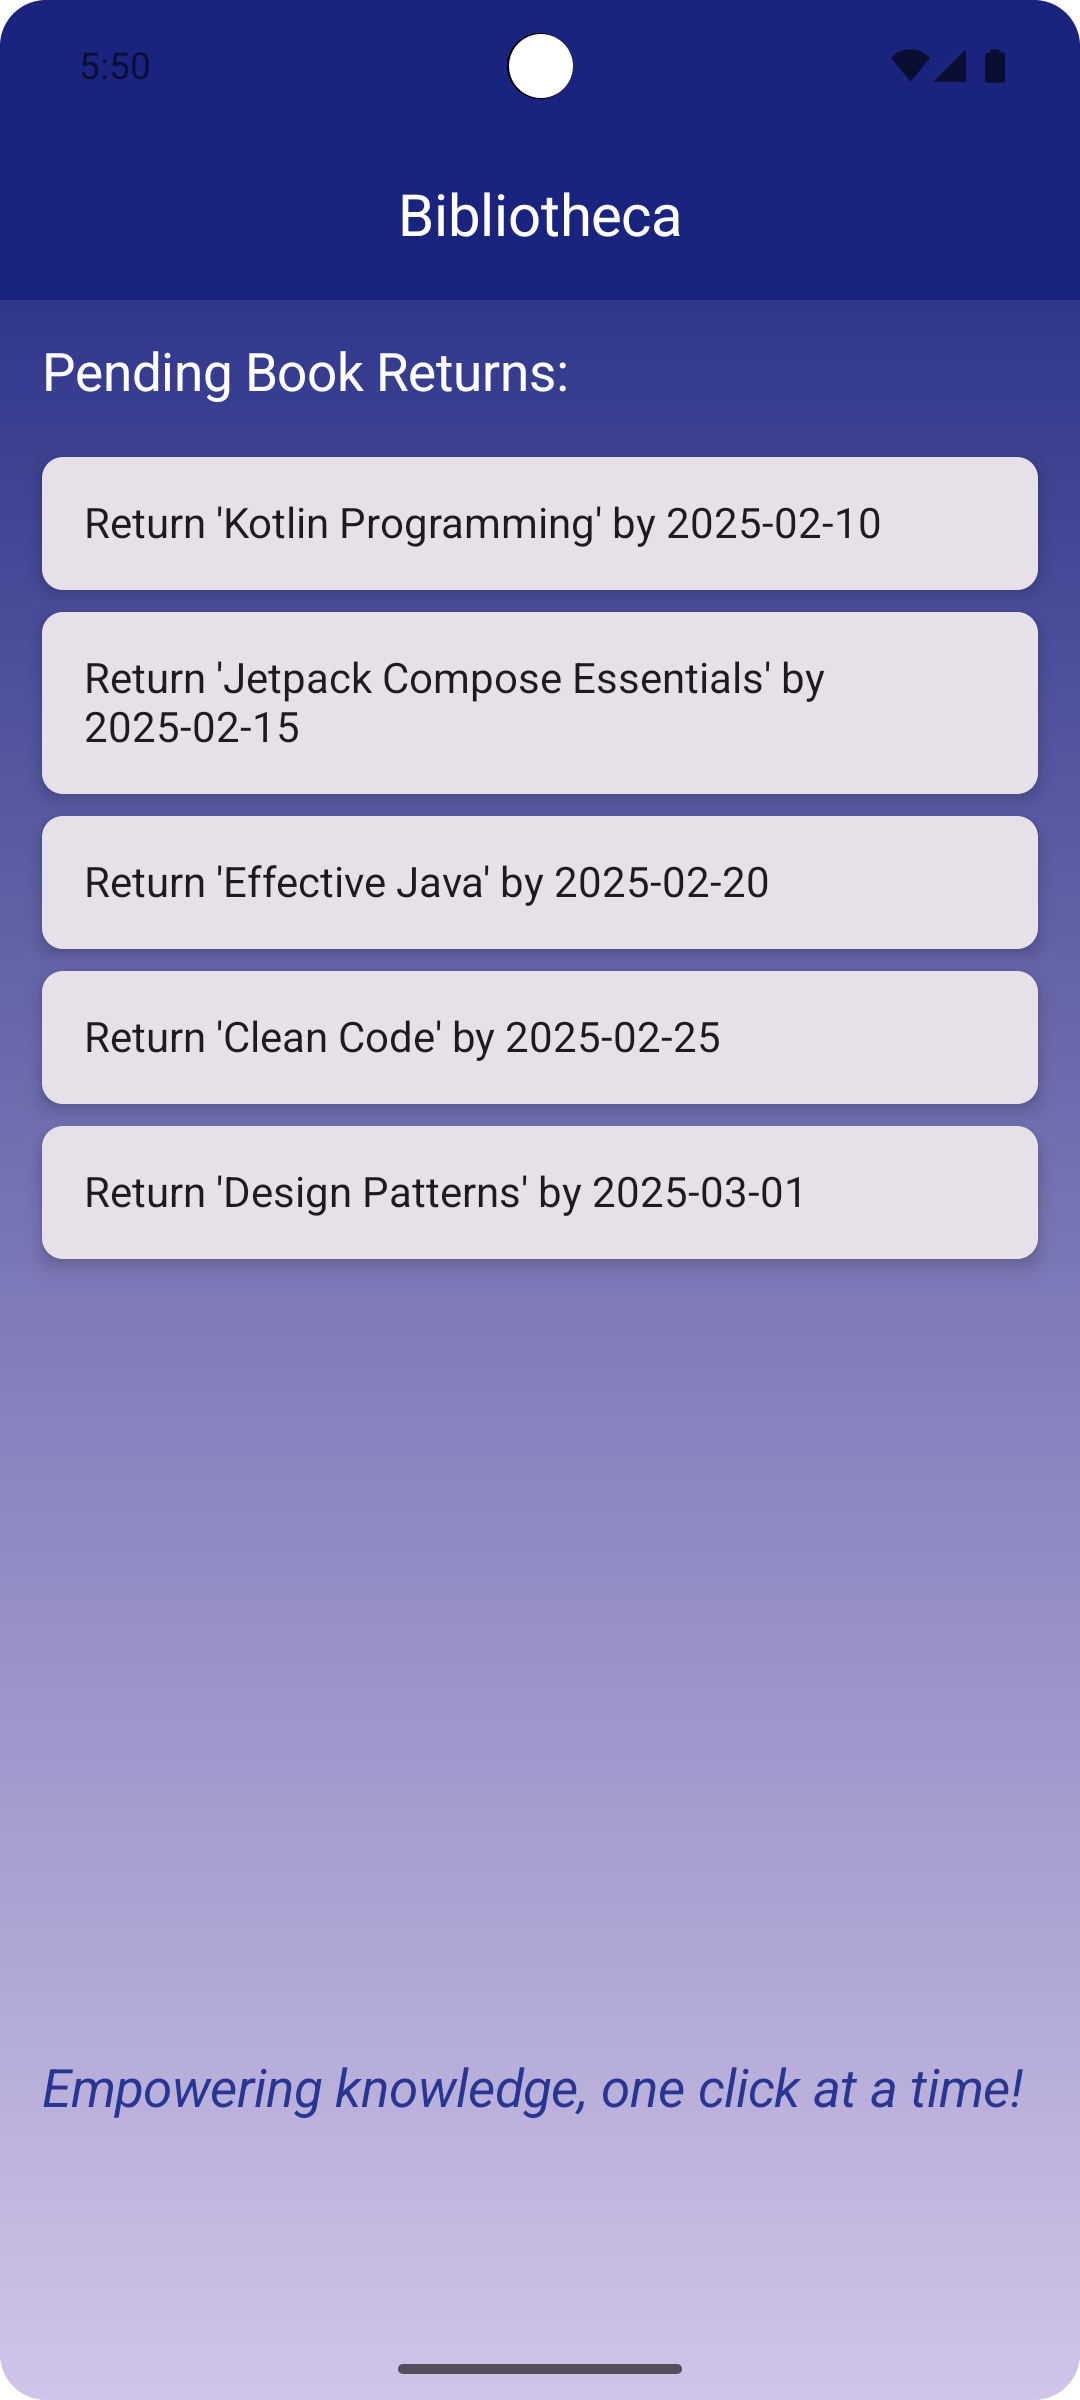 5:50
Bibliotheca
Pending Book Returns:
Return 'Kotlin Programming' by 2025-02-10
Return 'Jetpack Compose Essentials' by
2025-02-15
Return 'Effective Java' by 2025-02-20
Return 'Clean Code' by 2025-02-25
Return 'Design Patterns' by 2025-03-01
Empowering knowledge, one click at a time!